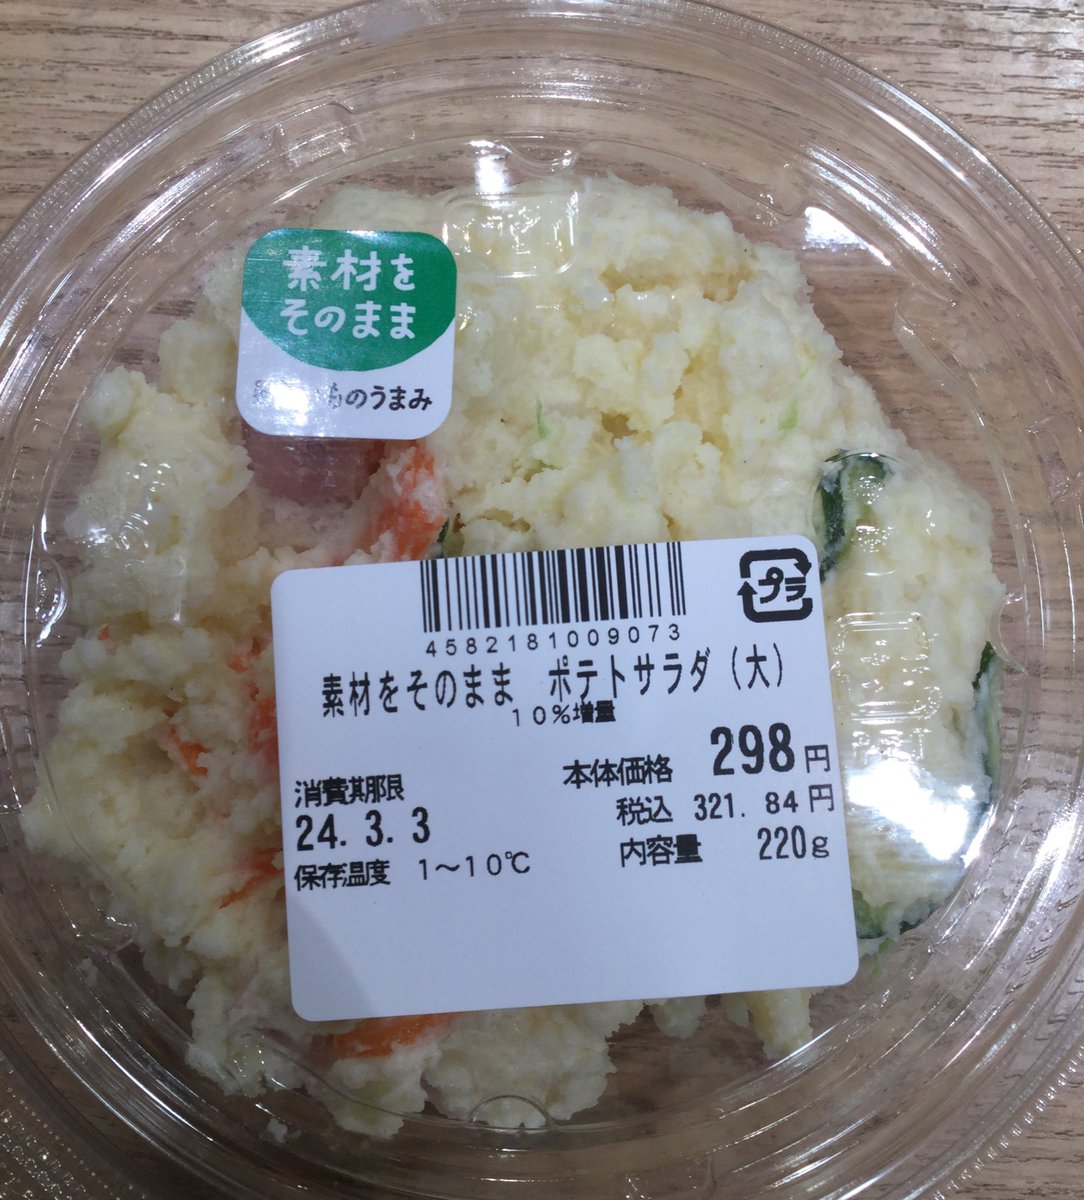 素材を
そのまま
のうまみ
プラ
4582181009073
素材をそのまま ポテトサラダ（大）
10%増量
本体価格 298円
税込 321.84円
内容量 220g
消費期限
24.3.3
保存温度 1～10℃